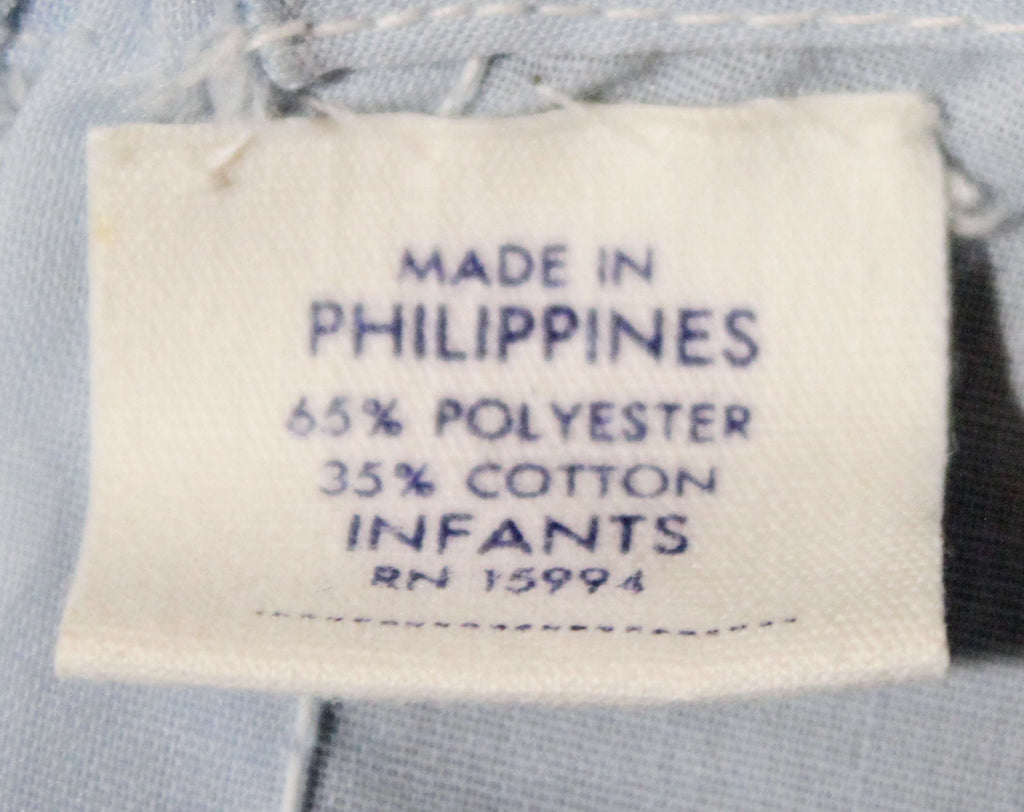 MADE IN
PHILIPPINES
65% POLYESTER
35% COTTON
INFANTS
RN 15994